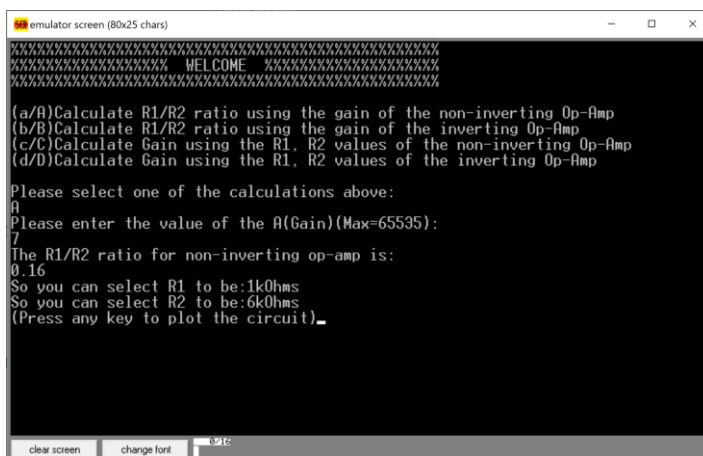 emulator screen (80x25 chars)
%%%%%%%%%%%%%%%%%%%%%%%%%%%%%%%%%%%%%%%%%%%%%%%%
%%%%%%%%%%%%%%%%%% WELCOME %%%%%%%%%%%%%%%%%%%%
%%%%%%%%%%%%%%%%%%%%%%%%%%%%%%%%%%%%%%%%%%%%%%%%
(a/A)Calculate R1/R2 ratio using the gain of the non-inverting Op-Amp
(b/B)Calculate R1/R2 ratio using the gain of the inverting Op-Amp
(c/C)Calculate Gain using the R1, R2 values of the non-inverting Op-Amp
(d/D)Calculate Gain using the R1, R2 values of the inverting Op-Amp
Please select one of the calculations above:
A
Please enter the value of the A(Gain)(Max=65535):
7
The R1/R2 ratio for non-inverting op-amp is:
0.16
So you can select R1 to be:1kOhms
So you can select R2 to be:6kOhms
(Press any key to plot the circuit)_
clear screen change font 0/16